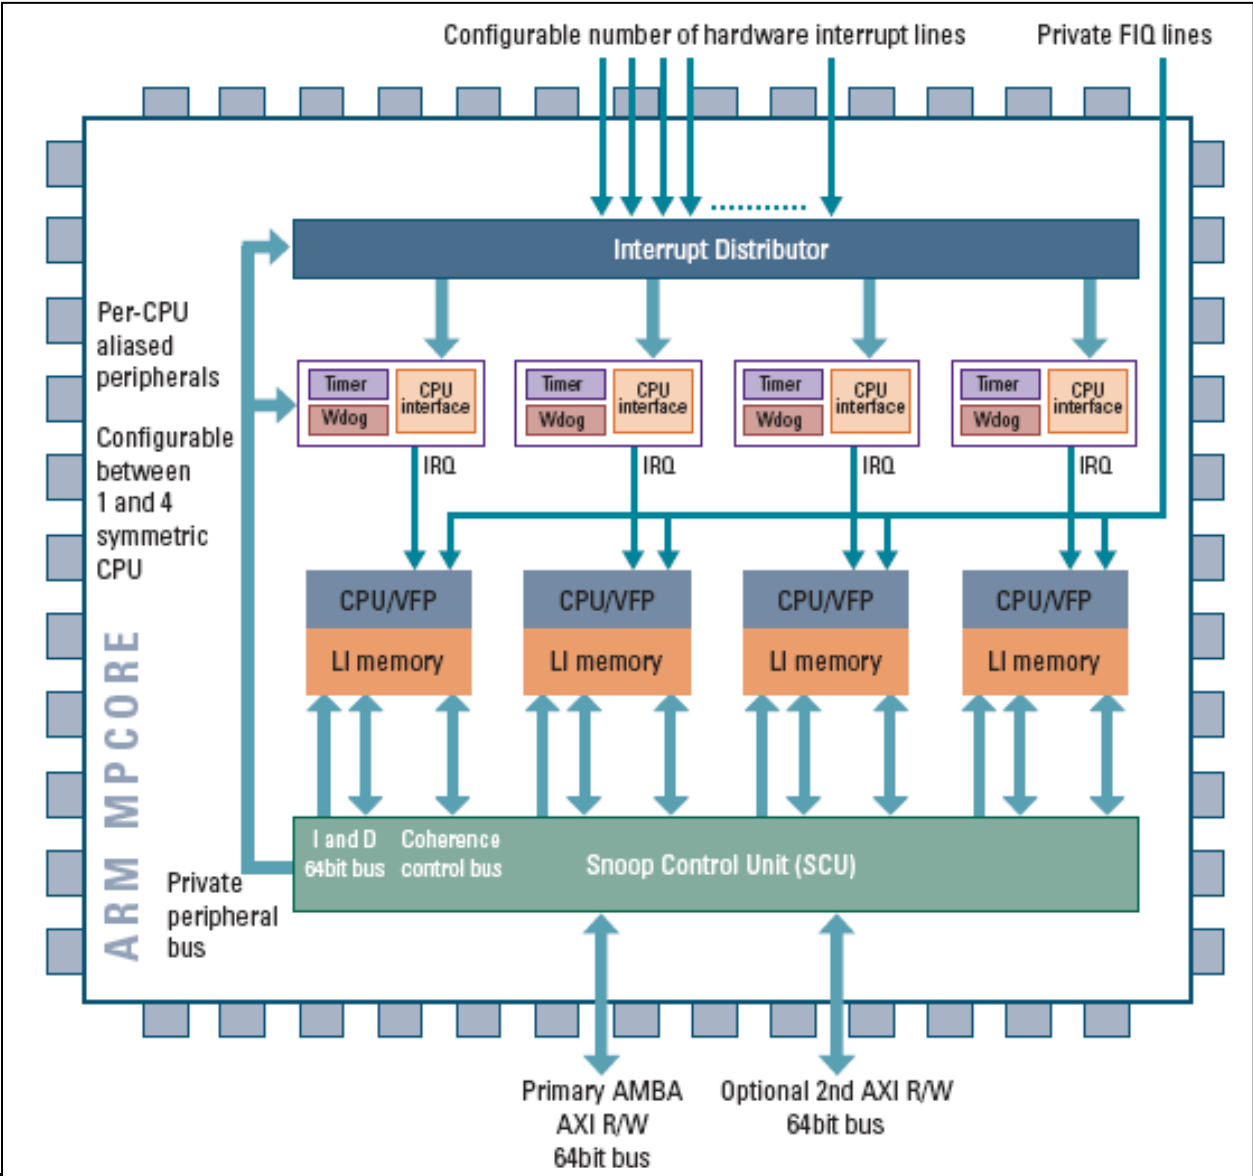 Configurable number of hardware interrupt lines
Private FIQ lines
Interrupt Distributor
Per-CPU
aliased
peripherals
Configurable
between
1 and 4
symmetric
CPU
Timer
Wdog
CPU
interface
Timer
Wdog
CPU
interface
Timer
Wdog
CPU
interface
Timer
Wdog
CPU
interface
IRQ
IRQ
IRQ
IRQ
CPU/VFP
LI memory
CPU/VFP
LI memory
CPU/VFP
LI memory
CPU/VFP
LI memory
ARM MPCORE
I and D
64bit bus
Coherence
control bus
Snoop Control Unit (SCU)
Private
peripheral
bus
Primary AMBA
AXI R/W
64bit bus
Optional 2nd AXI R/W
64bit bus